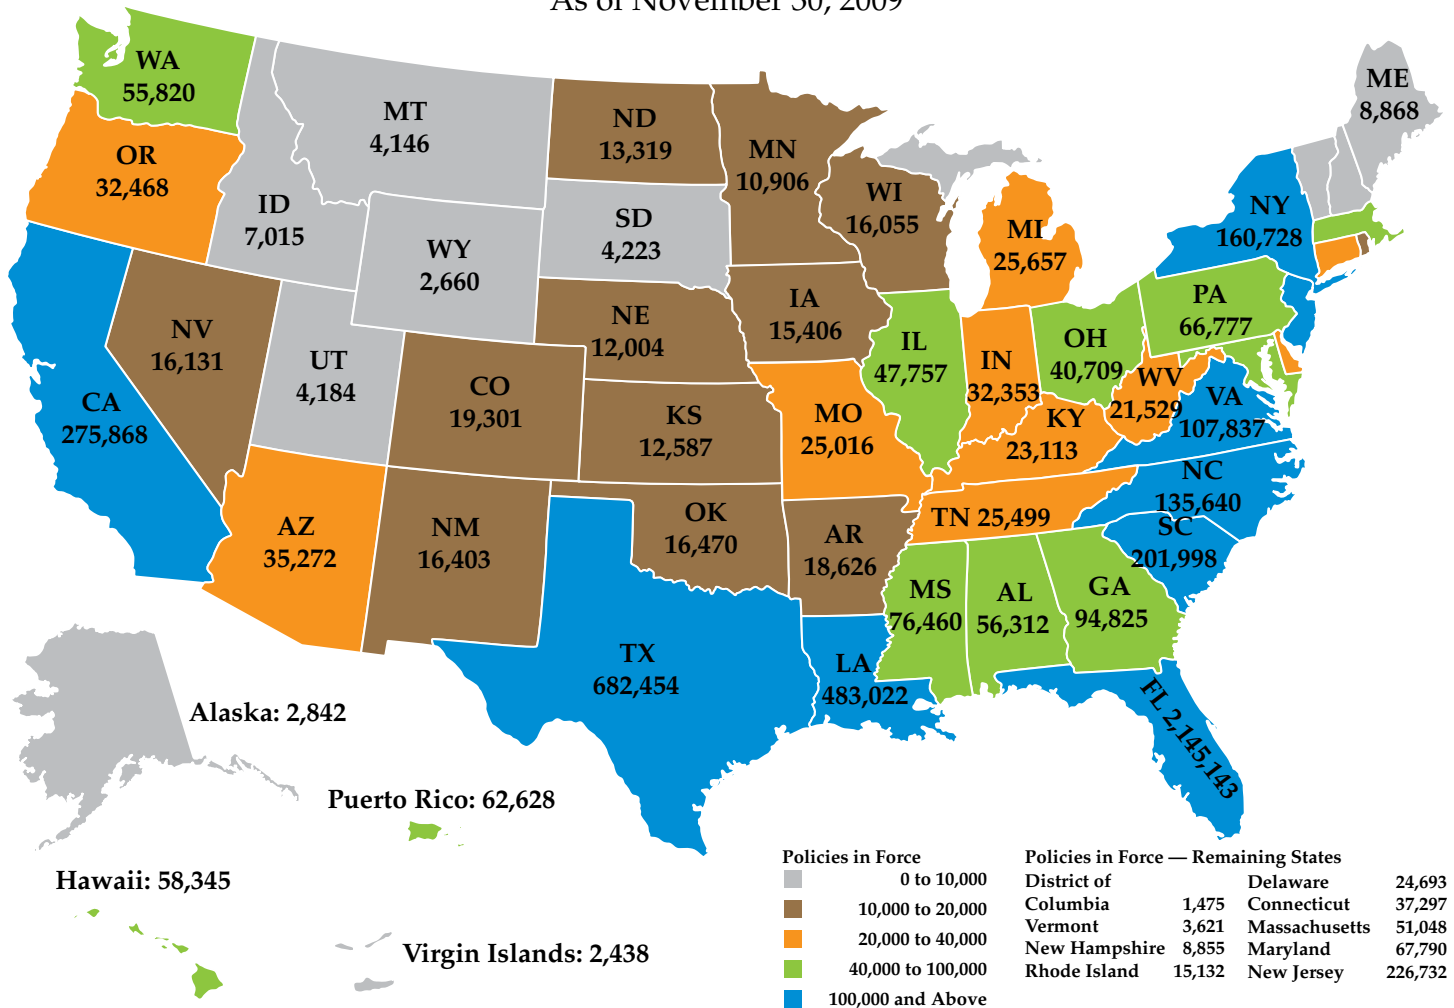 As of November 30, 2009
WA
55,820
OR
32,468
MT
4,146
ID
7,015
WY
2,660
ND
13,319
SD
4,223
MN
10,906
WI
16,055
MI
25,657
ME
8,868
NY
160,728
PA
66,777
NV
16,131
UT
4,184
CO
19,301
NE
12,004
IA
15,406
IL
47,757
IN
32,353
OH
40,709
WV
21,529
VA
107,837
CA
275,868
KS
12,587
MO
25,016
KY
23,113
NC
135,640
TN 25,499
SC
201,998
AZ
35,272
NM
16,403
OK
16,470
AR
18,626
MS
76,460
AL
56,312
GA
94,825
TX
682,454
LA
483,022
FL 2,145,143
Alaska: 2,842
Puerto Rico: 62,628
Hawaii: 58,345
Virgin Islands: 2,438
Policies in Force
0 to 10,000
10,000 to 20,000
20,000 to 40,000
40,000 to 100,000
100,000 and Above
Policies in Force — Remaining States
District of
Columbia 1,475
Vermont 3,621
New Hampshire 8,855
Rhode Island 15,132
Delaware 24,693
Connecticut 37,297
Massachusetts 51,048
Maryland 67,790
New Jersey 226,732